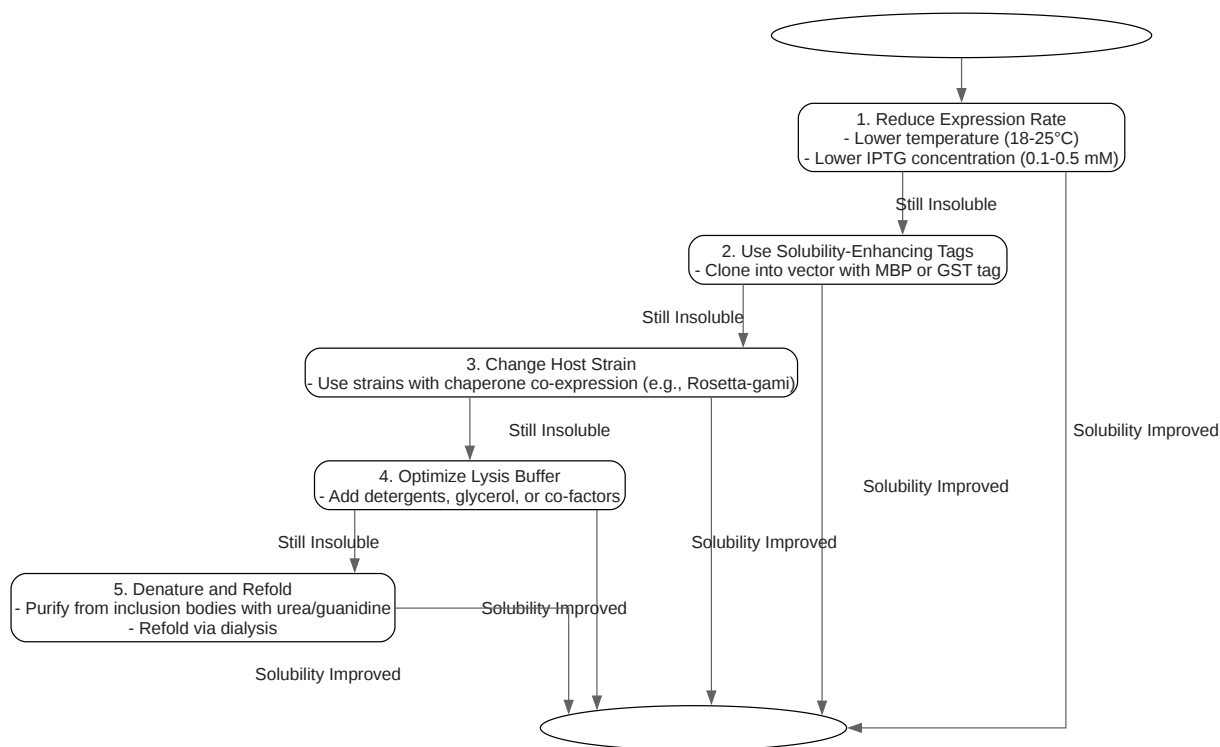 1. Reduce Expression Rate
- Lower temperature (18-25°C)
- Lower IPTG concentration (0.1-0.5 mM)
Still Insoluble
2. Use Solubility-Enhancing Tags
- Clone into vector with MBP or GST tag
Still Insoluble
3. Change Host Strain
- Use strains with chaperone co-expression (e.g., Rosetta-gami)
Still Insoluble
Solubility Improved
4. Optimize Lysis Buffer
- Add detergents, glycerol, or co-factors
Solubility Improved
Still Insoluble
Solubility Improved
5. Denature and Refold
- Purify from inclusion bodies with urea/guanidine
- Refold via dialysis
Solubility Improved
Solubility Improved